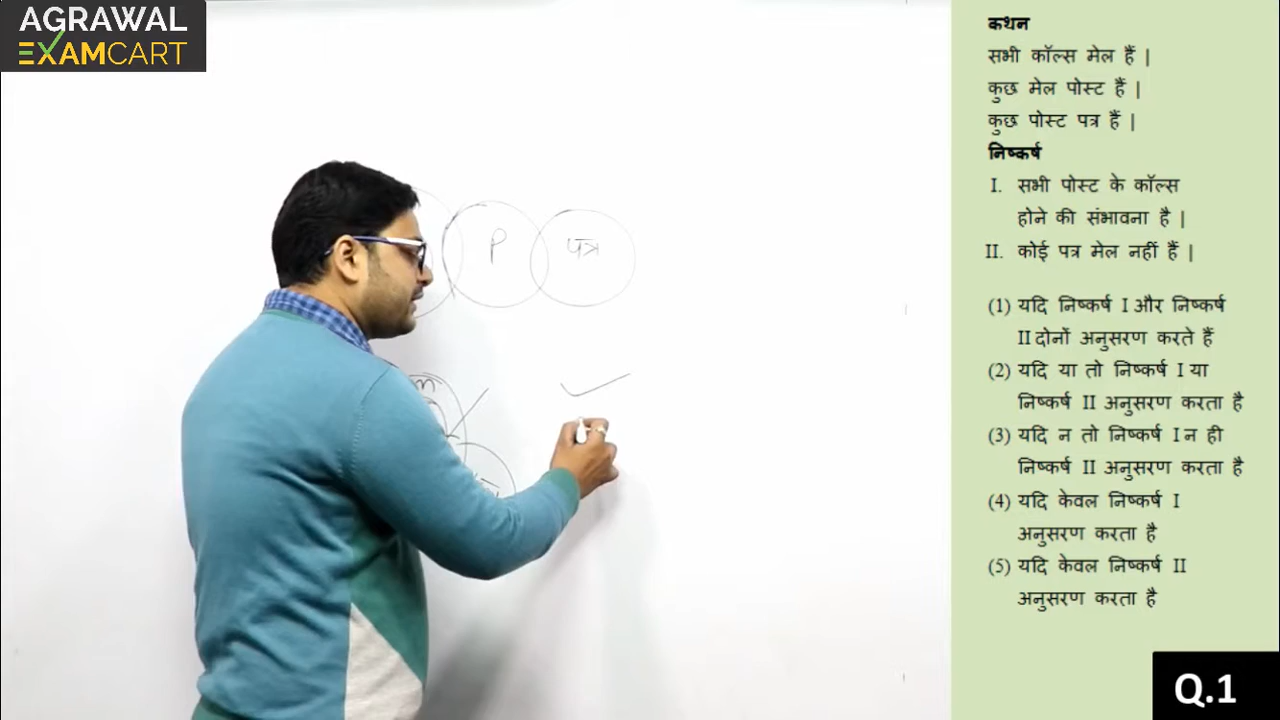 AGRAWAL
EXAMCART
कथन
सभी कॉल्स मेल हैं |
कुछ मेल पोस्ट हैं |
कुछ पोस्ट पत्र हैं |
निष्कर्ष
I. सभी पोस्ट के कॉल्स
होने की संभावना है |
II. कोई पत्र मेल नहीं हैं |
(1) यदि निष्कर्ष I और निष्कर्ष
II दोनों अनुसरण करते हैं
(2) यदि या तो निष्कर्ष I या
निष्कर्ष II अनुसरण करता है
(3) यदि न तो निष्कर्ष I न ही
निष्कर्ष II अनुसरण करता है
(4) यदि केवल निष्कर्ष I
अनुसरण करता है
(5) यदि केवल निष्कर्ष II
अनुसरण करता है
P पत्र
m
Q.1